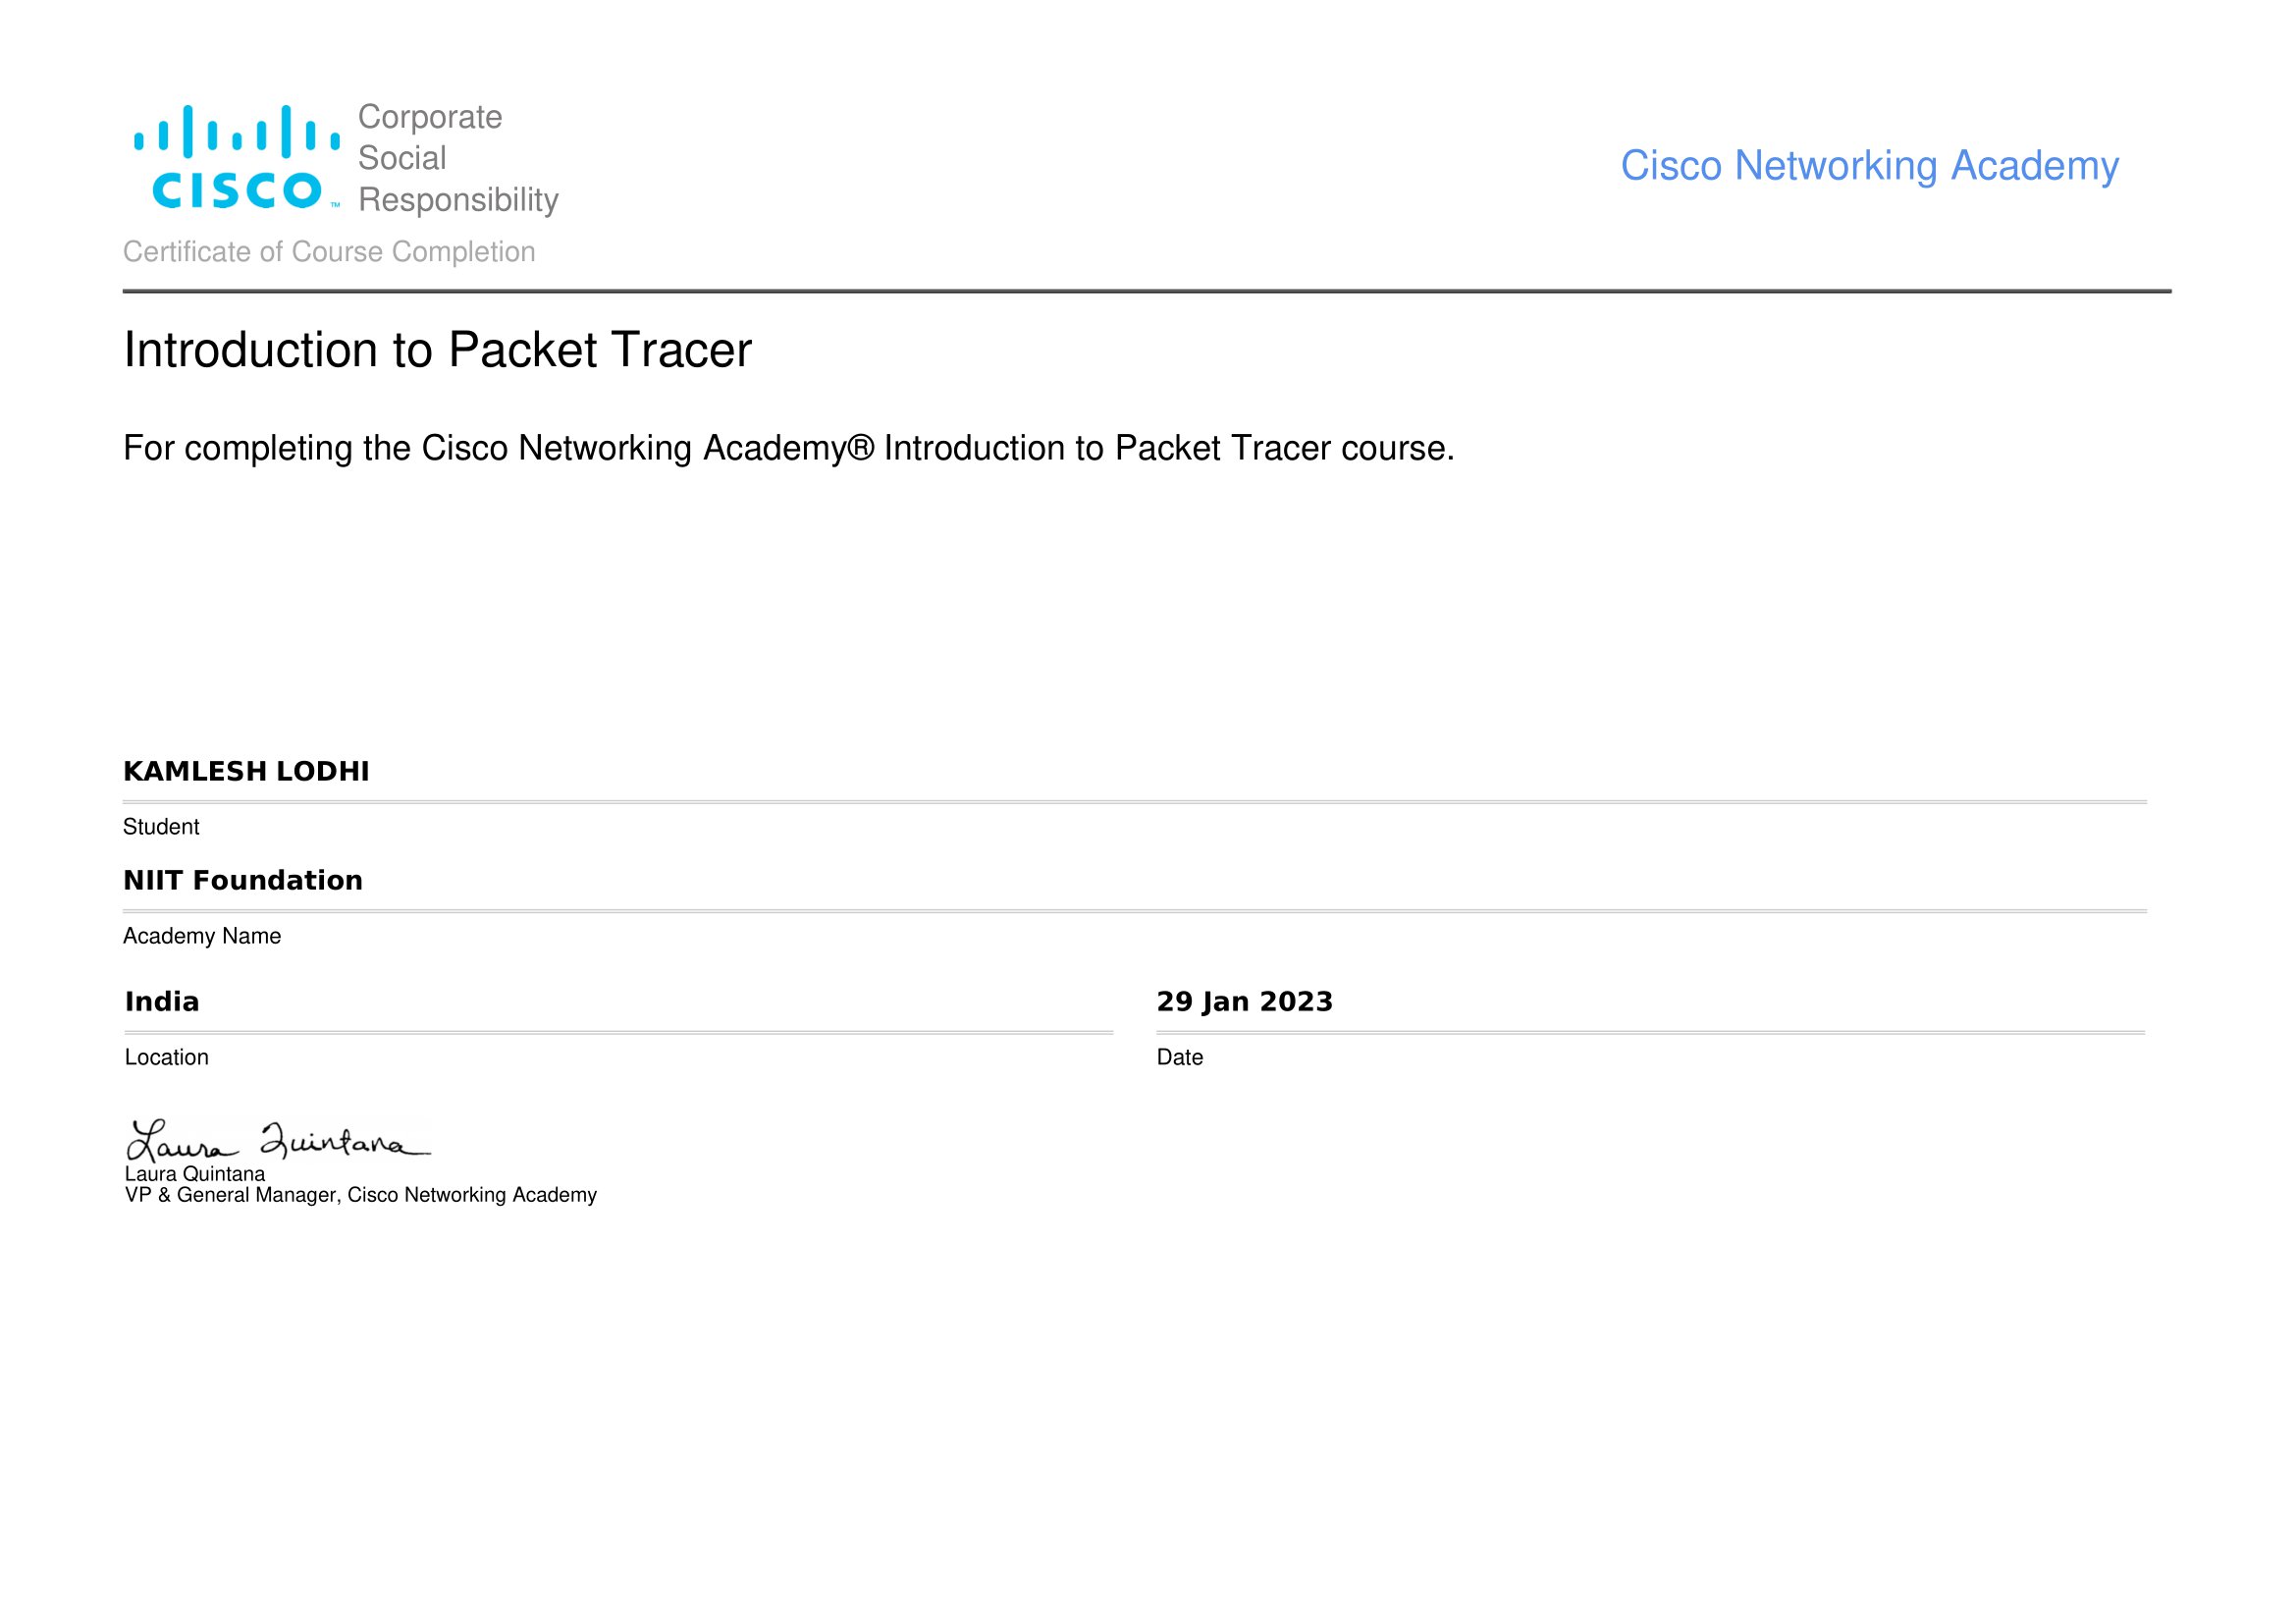 CISCO™
Corporate
Social
Responsibility
Cisco Networking Academy
Certificate of Course Completion
Introduction to Packet Tracer
For completing the Cisco Networking Academy® Introduction to Packet Tracer course.
KAMLESH LODHI
Student
NIIT Foundation
Academy Name
India
Location
29 Jan 2023
Date
Laura Quintana
Laura Quintana
VP & General Manager, Cisco Networking Academy